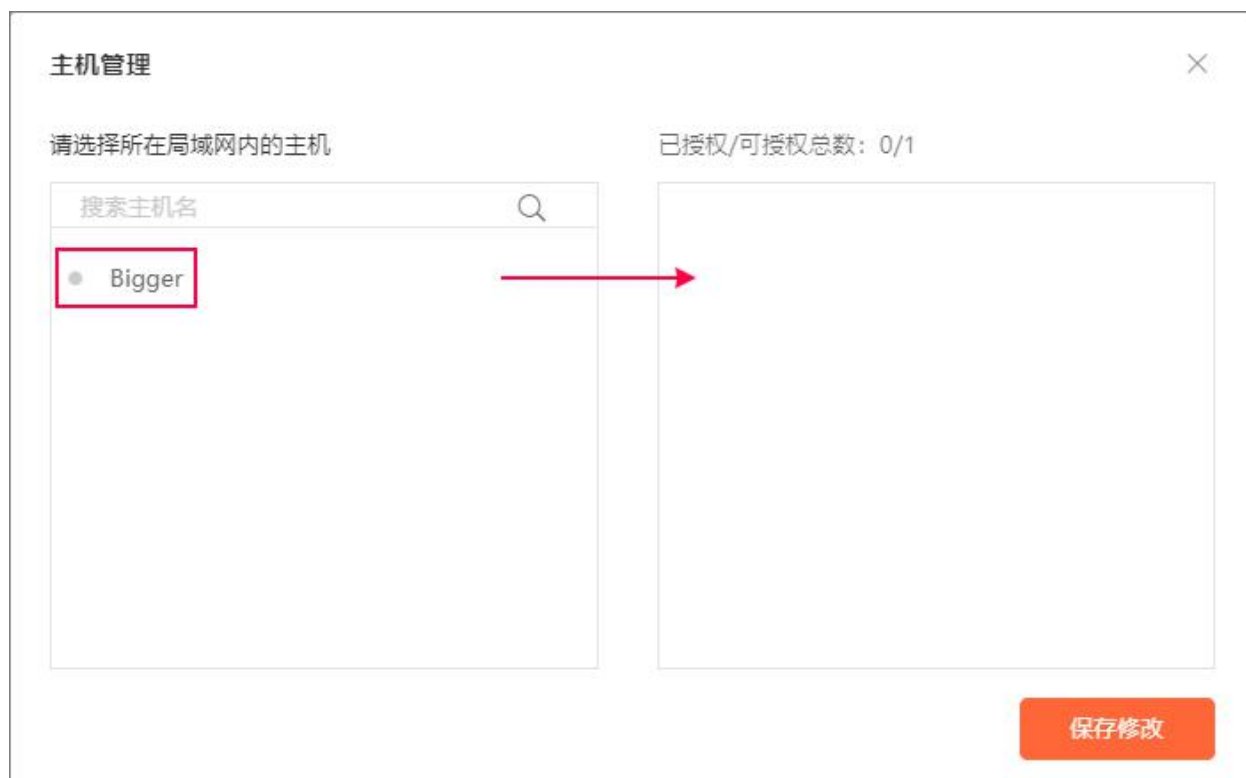 主机管理
请选择所在局域网内的主机
已授权/可授权总数：0/1
搜索主机名
Bigger
保存修改